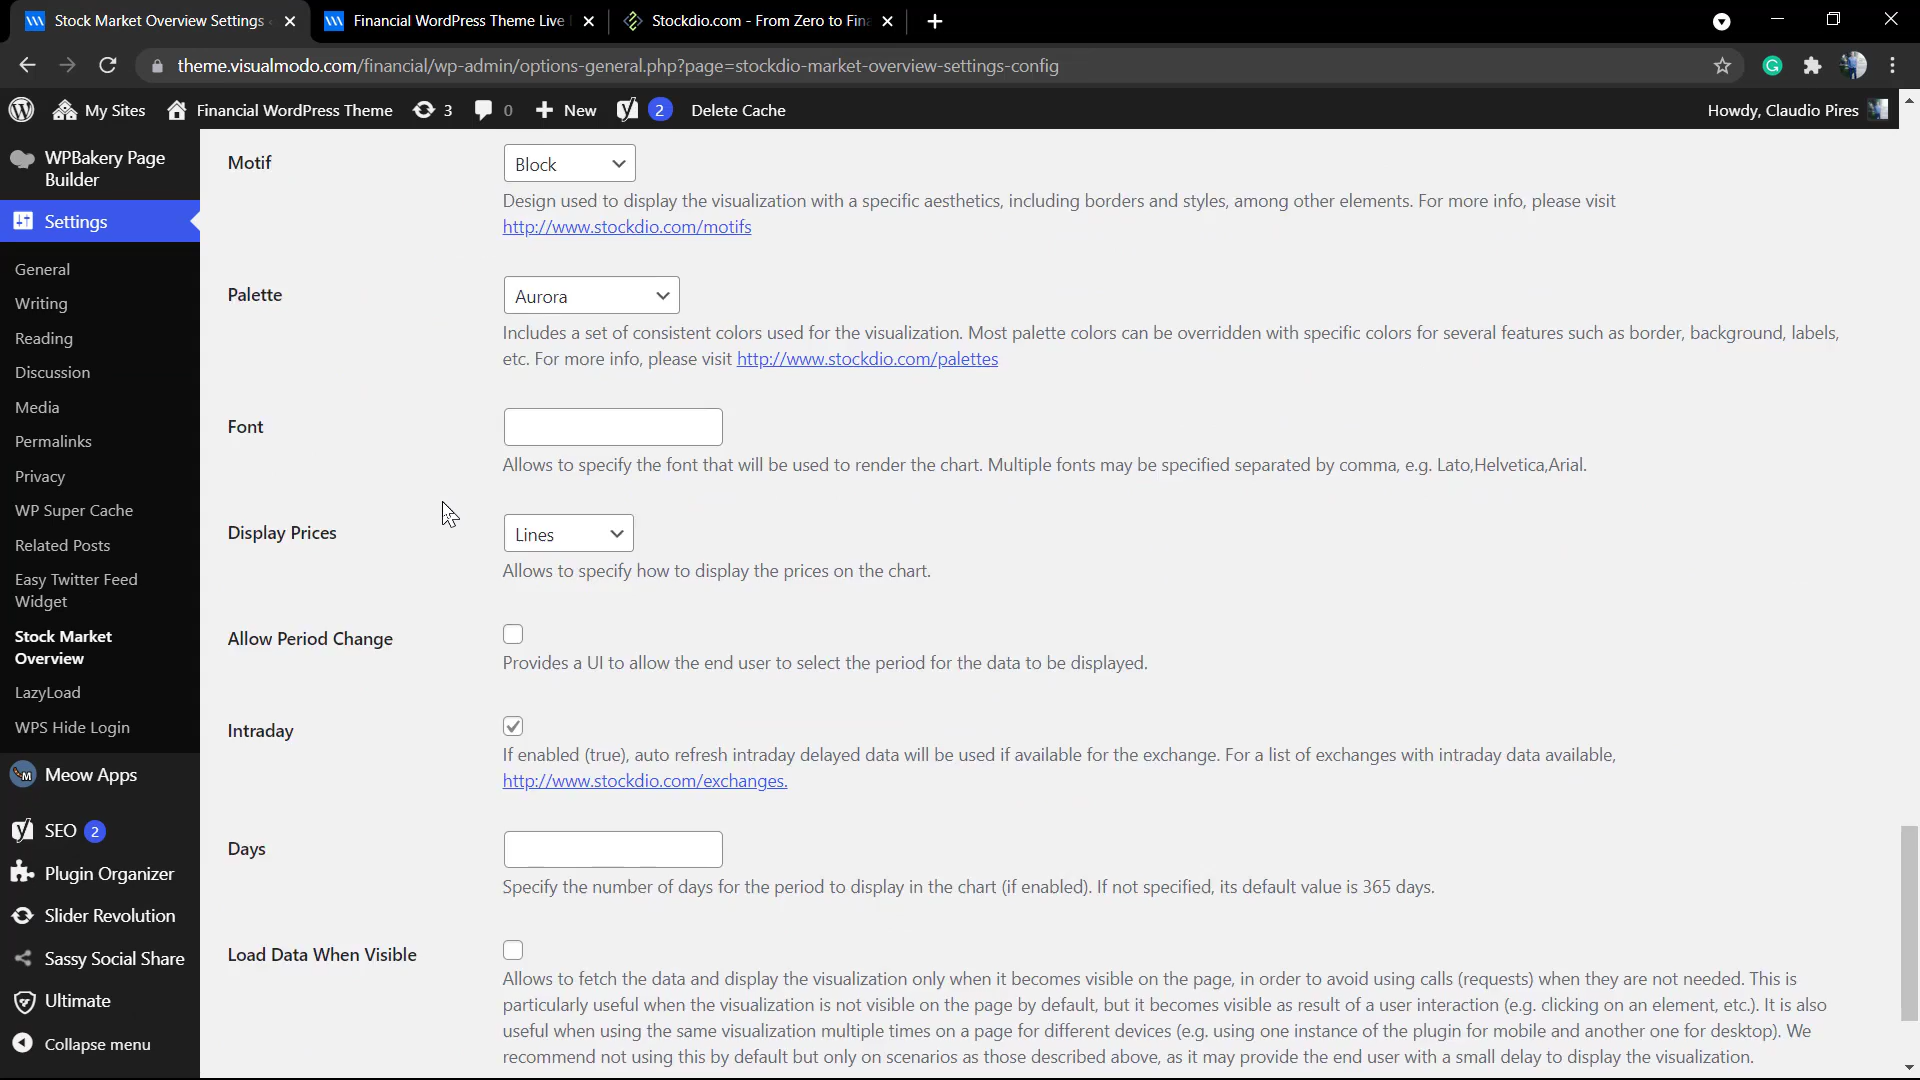 Stock Market Overview Settings
Financial WordPress Theme Live
Stockdio.com - From Zero to Fin
theme.visualmodo.com/financial/wp-admin/options-general.php?page=stockdio-market-overview-settings-config
My Sites
Financial WordPress Theme
3
0
New
2
Delete Cache
Howdy, Claudio Pires
WPBakery Page
Builder
Settings
General
Writing
Reading
Discussion
Media
Permalinks
Privacy
WP Super Cache
Related Posts
Easy Twitter Feed
Widget
Stock Market
Overview
LazyLoad
WPS Hide Login
Meow Apps
SEO 2
Plugin Organizer
Slider Revolution
Sassy Social Share
Ultimate
Collapse menu
Motif
Block
Design used to display the visualization with a specific aesthetics, including borders and styles, among other elements. For more info, please visit
http://www.stockdio.com/motifs
Palette
Aurora
Includes a set of consistent colors used for the visualization. Most palette colors can be overridden with specific colors for several features such as border, background, labels,
etc. For more info, please visit http://www.stockdio.com/palettes
Font
Allows to specify the font that will be used to render the chart. Multiple fonts may be specified separated by comma, e.g. Lato,Helvetica,Arial.
Display Prices
Lines
Allows to specify how to display the prices on the chart.
Allow Period Change
Provides a UI to allow the end user to select the period for the data to be displayed.
Intraday
If enabled (true), auto refresh intraday delayed data will be used if available for the exchange. For a list of exchanges with intraday data available,
http://www.stockdio.com/exchanges.
Days
Specify the number of days for the period to display in the chart (if enabled). If not specified, its default value is 365 days.
Load Data When Visible
Allows to fetch the data and display the visualization only when it becomes visible on the page, in order to avoid using calls (requests) when they are not needed. This is
particularly useful when the visualization is not visible on the page by default, but it becomes visible as result of a user interaction (e.g. clicking on an element, etc.). It is also
useful when using the same visualization multiple times on a page for different devices (e.g. using one instance of the plugin for mobile and another one for desktop). We
recommend not using this by default but only on scenarios as those described above, as it may provide the end user with a small delay to display the visualization.